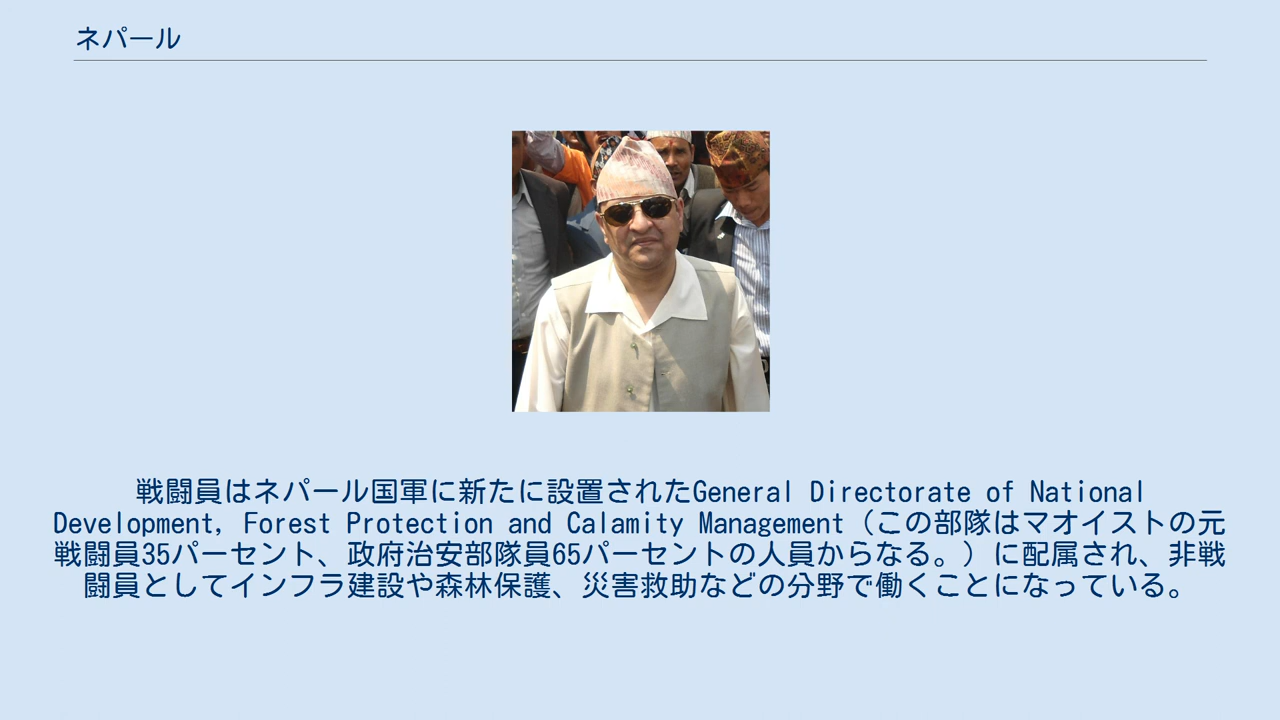 ネパール
戦闘員はネパール国軍に新たに設置されたGeneral Directorate of National
Development, Forest Protection and Calamity Management（この部隊はマオイストの元
戦闘員35パーセント、政府治安部隊員65パーセントの人員からなる。）に配属され、非戦
闘員としてインフラ建設や森林保護、災害救助などの分野で働くことになっている。